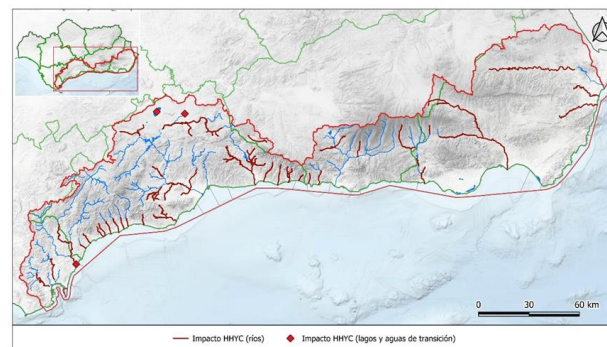 0 30 60 km
Impacto HHYC (ríos) Impacto HHYC (lagos y aguas de transición)